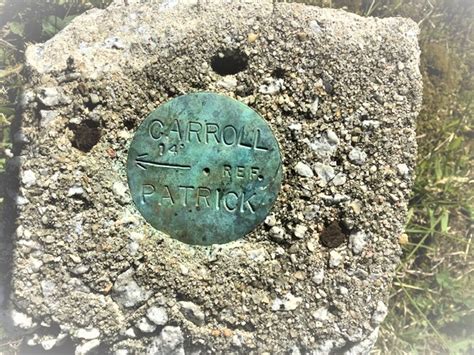 CARROLL
14'
← REF.
PATRICK